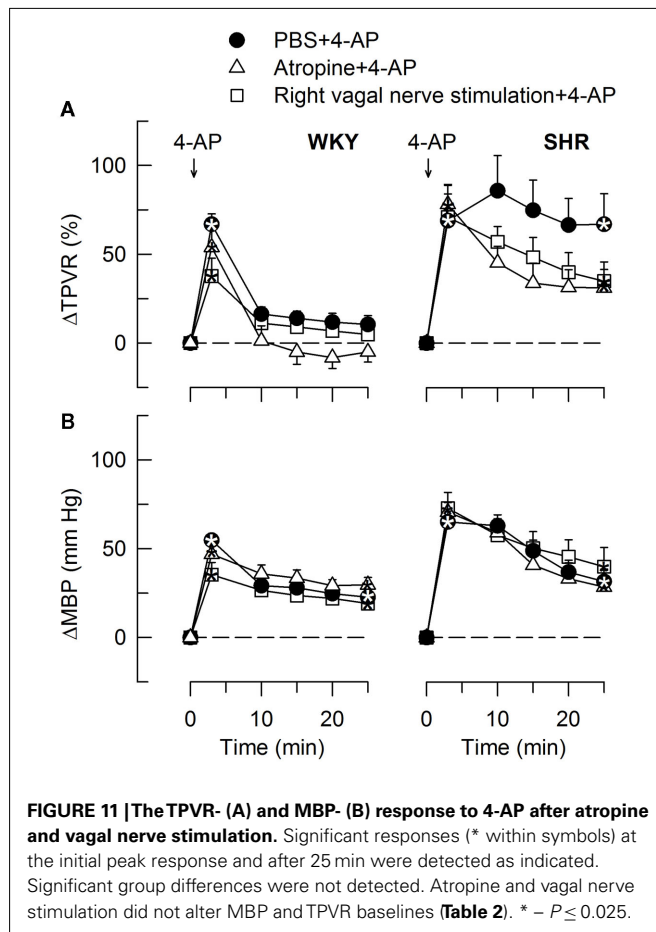 PBS+4-AP
Atropine+4-AP
Right vagal nerve stimulation+4-AP
A
4-AP
WKY
4-AP
SHR
ΔTPVR (%)
100
50
0
B
ΔMBP (mm Hg)
100
50
0
0 10 20
0 10 20
Time (min)
Time (min)
FIGURE 11 | The TPVR- (A) and MBP- (B) response to 4-AP after atropine
and vagal nerve stimulation. Significant responses (* within symbols) at
the initial peak response and after 25 min were detected as indicated.
Significant group differences were not detected. Atropine and vagal nerve
stimulation did not alter MBP and TPVR baselines (Table 2). * – P ≤ 0.025.